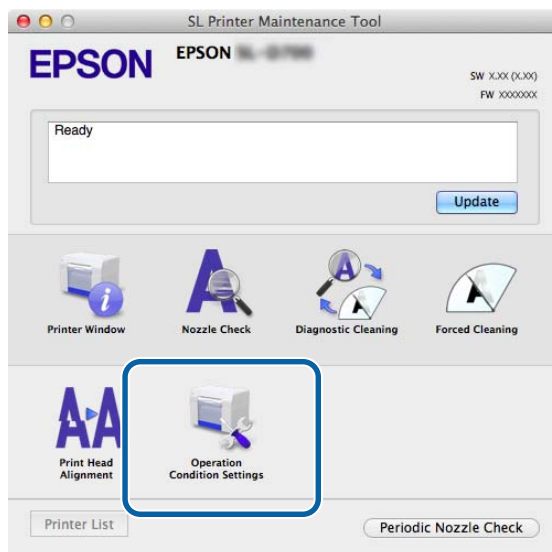 SL Printer Maintenance Tool
EPSON
EPSON
SW X.XX (X.XX)
FW XXXXXXX
Ready
Update
Printer Window
Nozzle Check
Diagnostic Cleaning
Forced Cleaning
Print Head
Alignment
Operation
Condition Settings
Printer List
Periodic Nozzle Check